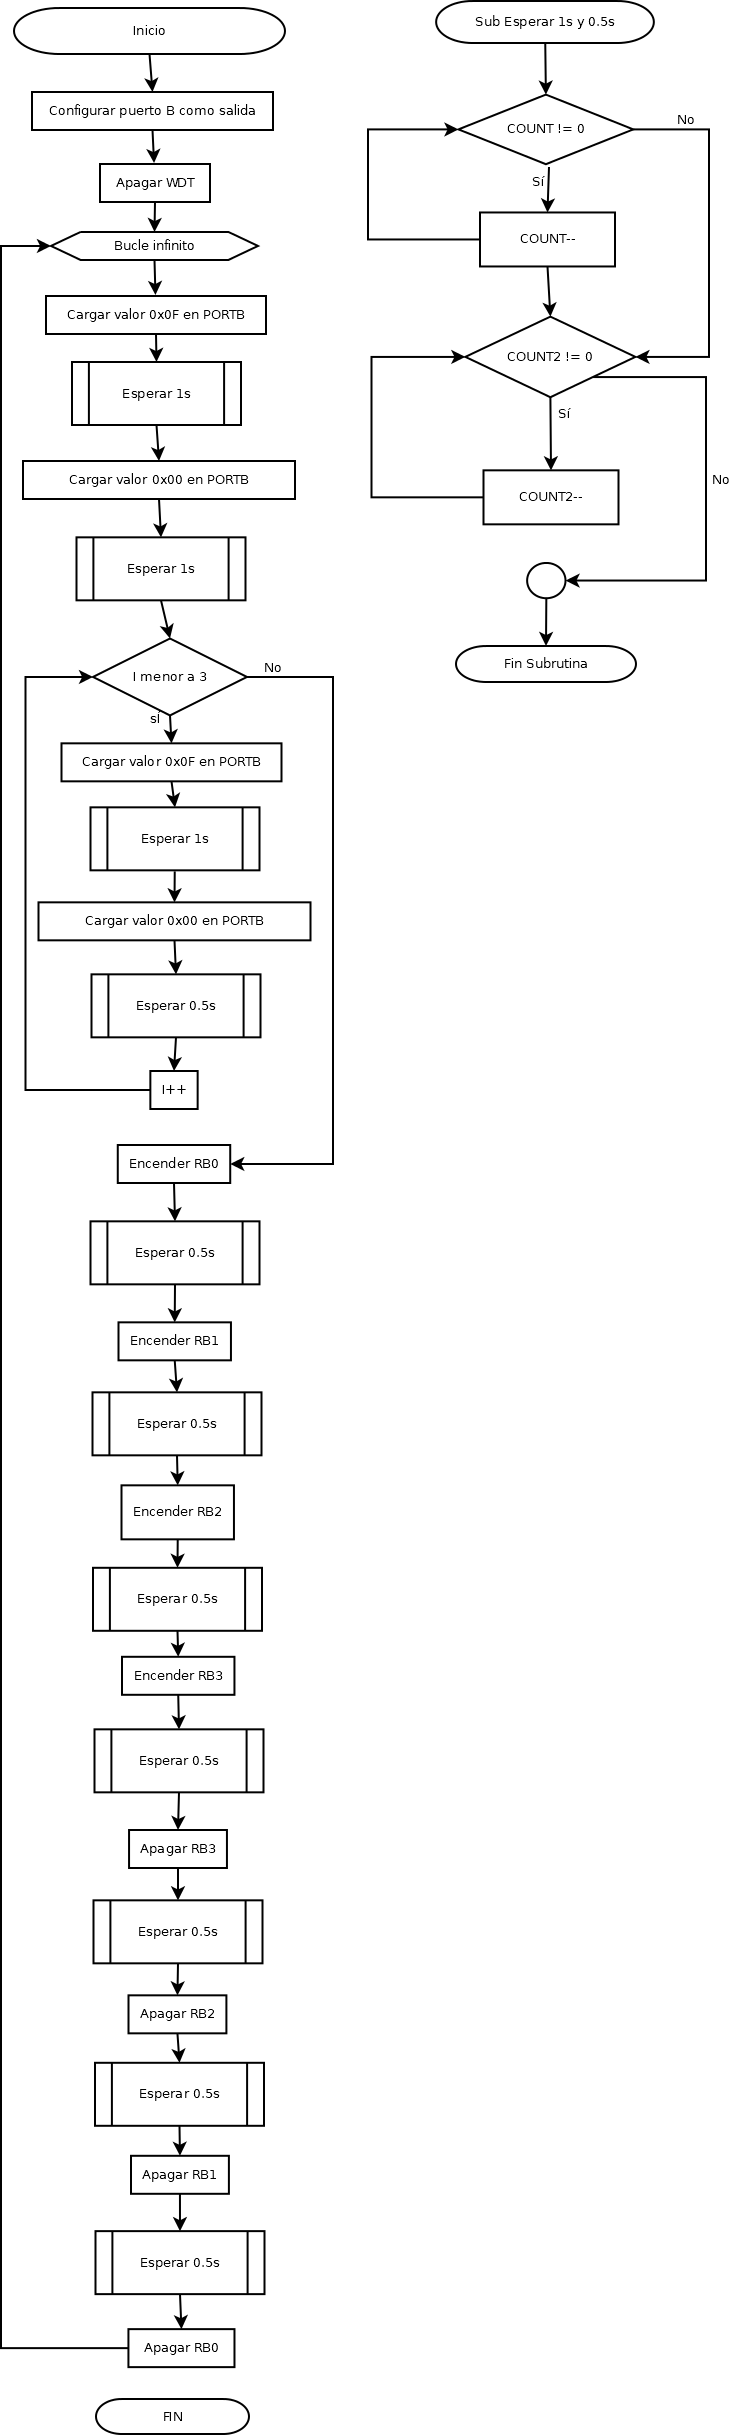 Inicio
Configurar puerto B como salida
Apagar WDT
Bucle infinito
Cargar valor 0x0F en PORTB
Esperar 1s
Cargar valor 0x00 en PORTB
Esperar 1s
I menor a 3
No
sí
Cargar valor 0x0F en PORTB
Esperar 1s
Cargar valor 0x00 en PORTB
Esperar 0.5s
I++
Encender RB0
Esperar 0.5s
Encender RB1
Esperar 0.5s
Encender RB2
Esperar 0.5s
Encender RB3
Esperar 0.5s
Apagar RB3
Esperar 0.5s
Apagar RB2
Esperar 0.5s
Apagar RB1
Esperar 0.5s
Apagar RB0
FIN
Sub Esperar 1s y 0.5s
COUNT != 0
No
Sí
COUNT--
COUNT2 != 0
Sí
No
COUNT2--
Fin Subrutina